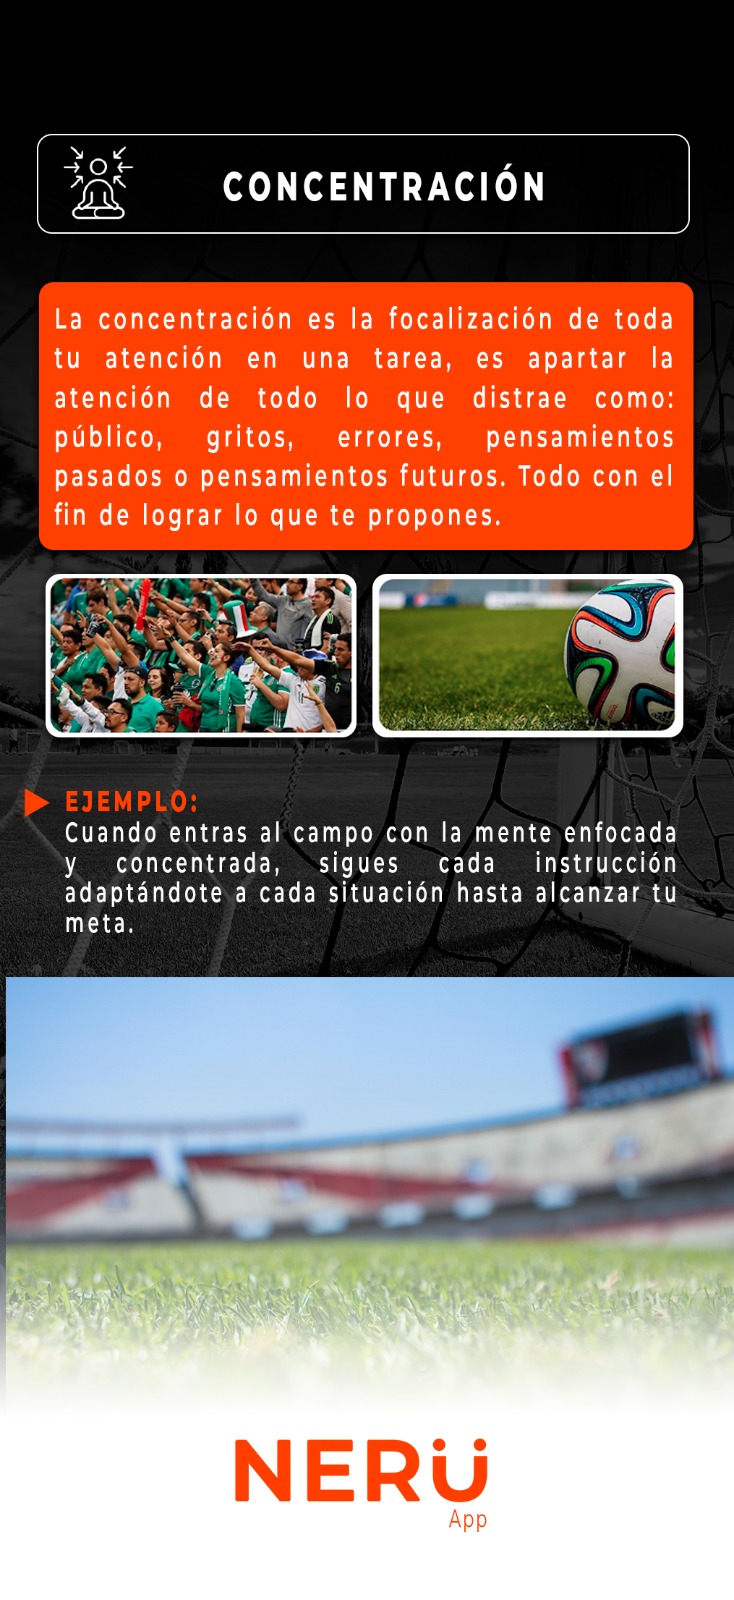 CONCENTRACIÓN
La concentración es la focalización de toda
tu atención en una tarea, es apartar la
atención de todo lo que distrae como:
público, gritos, errores, pensamientos
pasados o pensamientos futuros. Todo con el
fin de lograr lo que te propones.
EJEMPLO:
Cuando entras al campo con la mente enfocada
y concentrada, sigues cada instrucción
adaptándote a cada situación hasta alcanzar tu
meta.
NERÜ
App